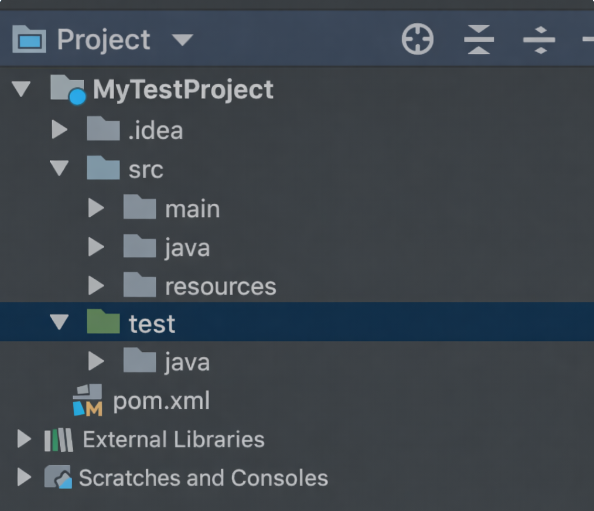 Project
MyTestProject
.idea
src
main
java
resources
test
java
pom.xml
External Libraries
Scratches and Consoles